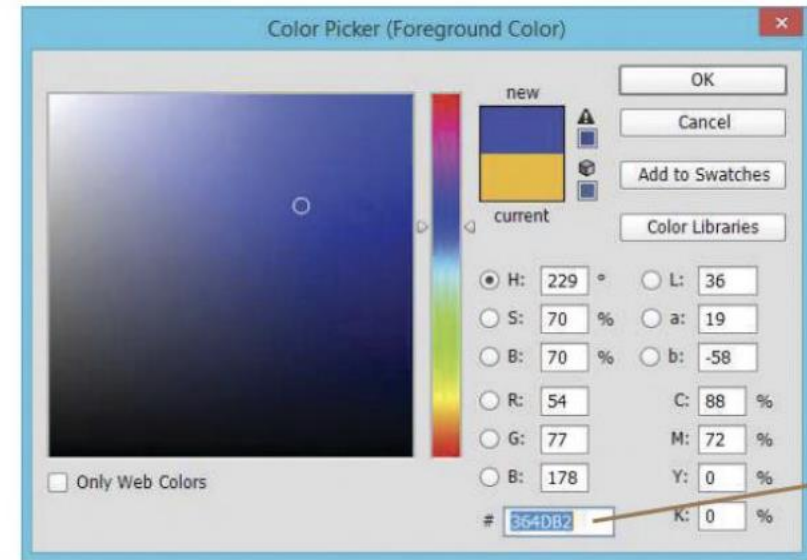 Color Picker (Foreground Color)
new
current
OK
Cancel
Add to Swatches
Color Libraries
H: 229 °
S: 70 %
B: 70 %
R: 54
G: 77
B: 178
# 364DB2
L: 36
a: 19
b: -58
C: 88 %
M: 72 %
Y: 0 %
K: 0 %
Only Web Colors